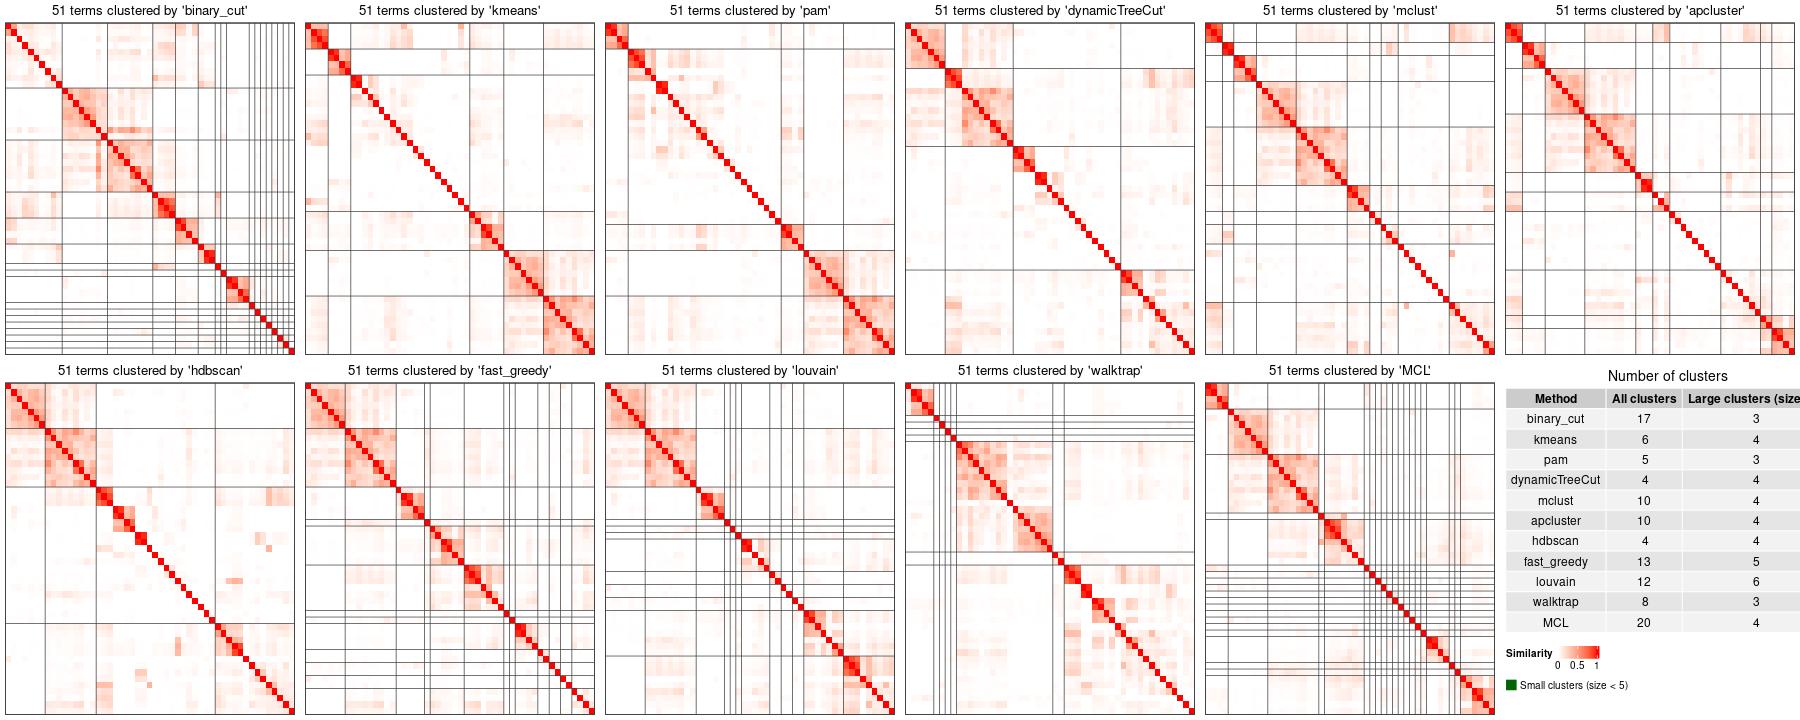 51 terms clustered by 'binary_cut'
51 terms clustered by 'kmeans'
51 terms clustered by 'pam'
51 terms clustered by 'dynamicTreeCut'
51 terms clustered by 'mclust'
51 terms clustered by 'apcluster'
51 terms clustered by 'hdbscan'
51 terms clustered by 'fast_greedy'
51 terms clustered by 'louvain'
51 terms clustered by 'walktrap'
51 terms clustered by 'MCL'
Number of clusters
Method All clusters Large clusters (size
binary_cut 17 3
kmeans 6 4
pam 5 3
dynamicTreeCut 4 4
mclust 10 4
apcluster 10 4
hdbscan 4 4
fast_greedy 13 5
louvain 12 6
walktrap 8 3
MCL 20 4
Similarity
0 0.5 1
Small clusters (size < 5)